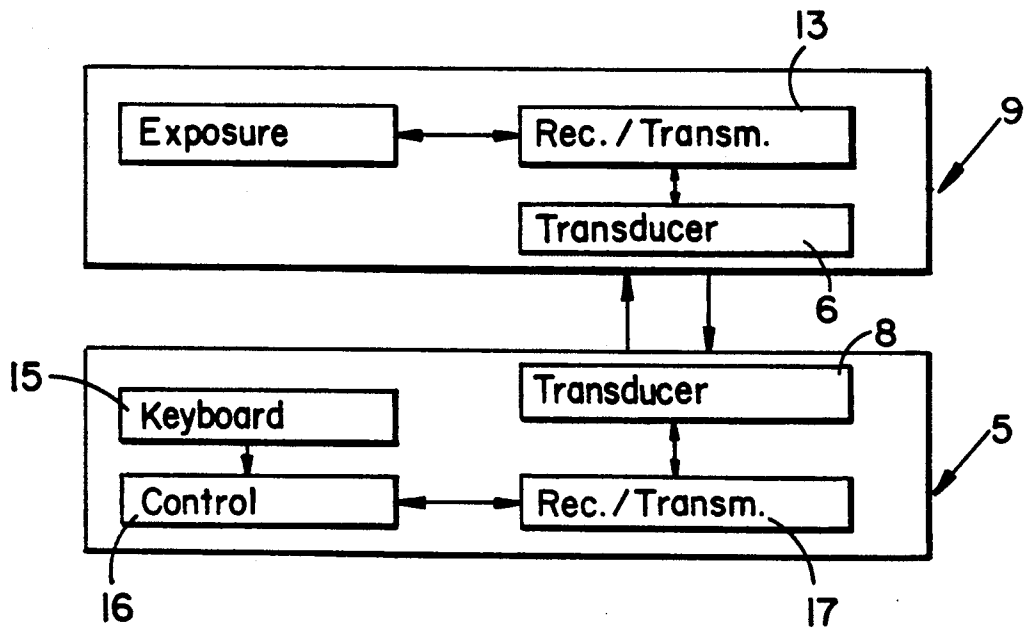 13
Exposure
Rec./Transm.
9
Transducer
6
8
15
Transducer
Keyboard
5
Control
Rec./Transm.
16
17